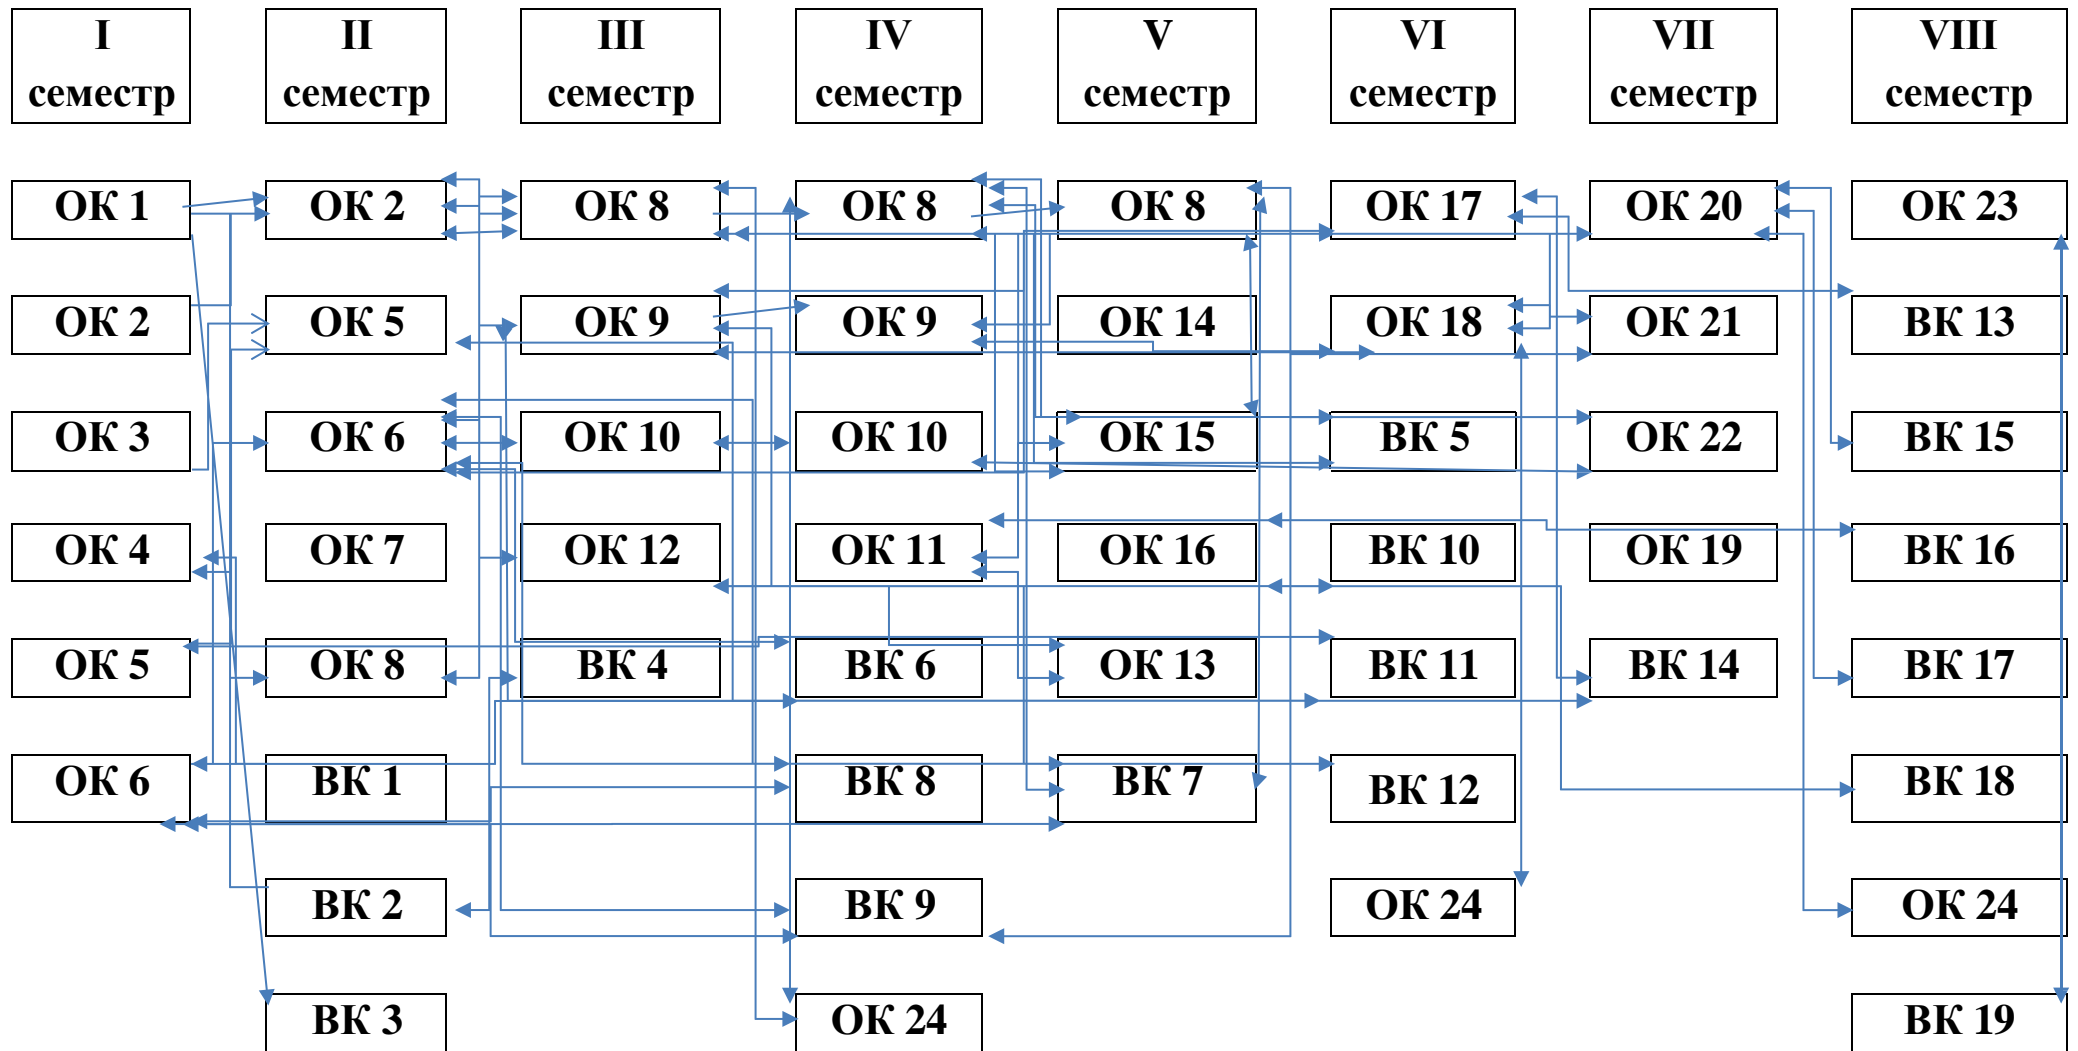 I II III IV V VI VII VIII
семестр семестр семестр семестр семестр семестр семестр семестр
ОК 1 ОК 2 ОК 8 ОК 8 ОК 8 ОК 17 ОК 20 ОК 23
ОК 2 ОК 5 ОК 9 ОК 9 ОК 14 ОК 18 ОК 21 ВК 13
ОК 3 ОК 6 ОК 10 ОК 10 ОК 15 ВК 5 ОК 22 ВК 15
ОК 4 ОК 7 ОК 12 ОК 11 ОК 16 ВК 10 ОК 19 ВК 16
ОК 5 ОК 8 ВК 4 ВК 6 ОК 13 ВК 11 ВК 14 ВК 17
ОК 6 ВК 1 ВК 8 ВК 7 ВК 12 ВК 18
ВК 2 ВК 9 ОК 24 ОК 24
ВК 3 ОК 24 ВК 19